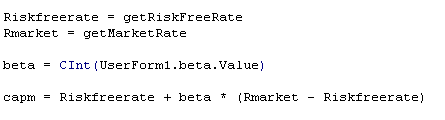 Riskfreerate = getRiskFreeRate
Rmarket = getMarketRate
beta = CInt(UserForm1.beta.Value)
capm = Riskfreerate + beta * (Rmarket - Riskfreerate)